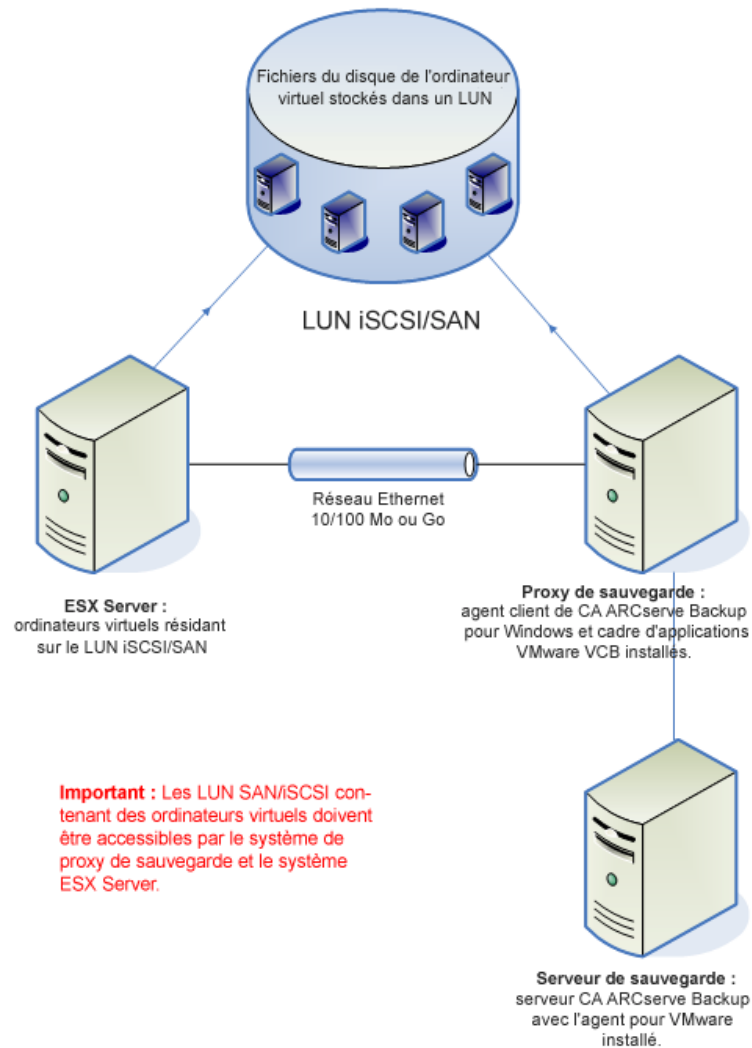 Fichiers du disque de l'ordinateur
virtuel stockés dans un LUN
LUN iSCSI/SAN
Réseau Ethernet
10/100 Mo ou Go
ESX Server :
ordinateurs virtuels résidant
sur le LUN iSCSI/SAN
Proxy de sauvegarde :
agent client de CA ARCserve Backup
pour Windows et cadre d'applications
VMware VCB installés.
Important : Les LUN SAN/iSCSI con-
tenant des ordinateurs virtuels doivent
être accessibles par le système de
proxy de sauvegarde et le système
ESX Server.
Serveur de sauvegarde :
serveur CA ARCserve Backup
avec l'agent pour VMware
installé.